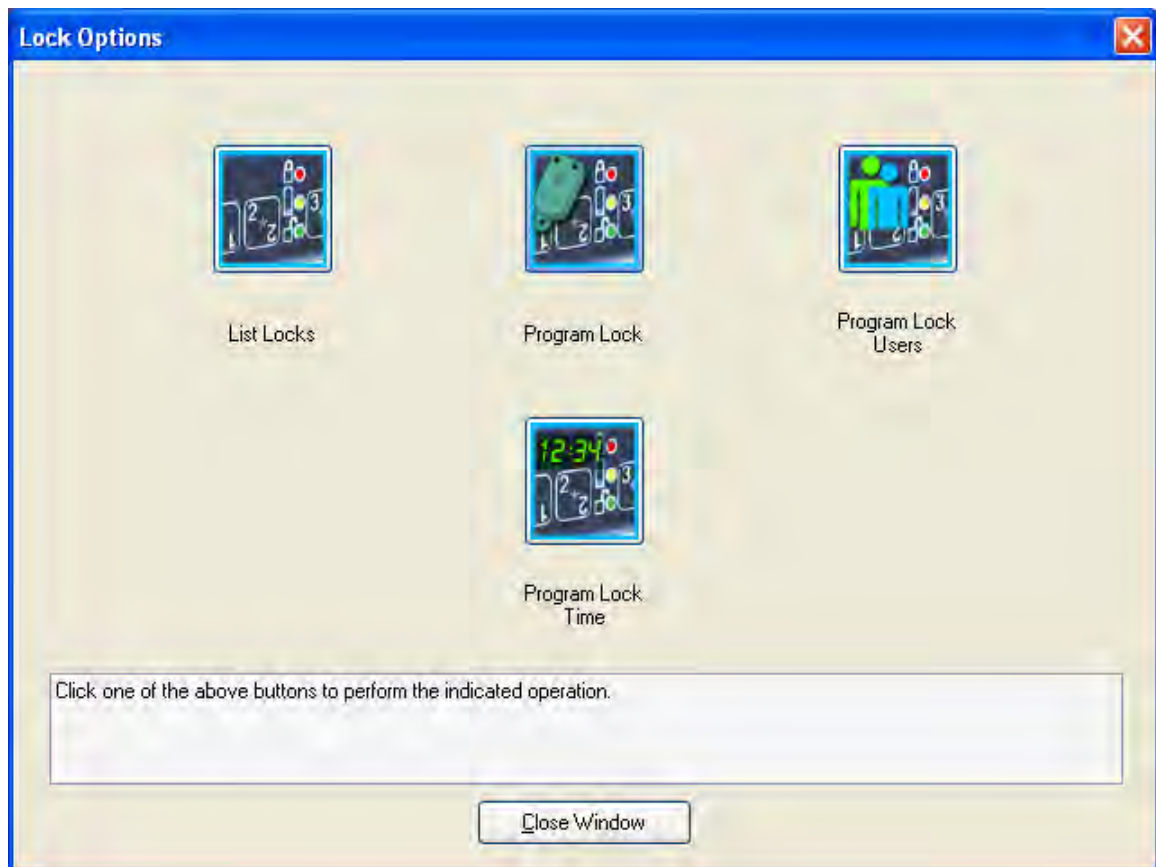 Lock Options
List Locks
Program Lock
Program Lock
Users
12:34
Program Lock
Time
Click one of the above buttons to perform the indicated operation.
Close Window